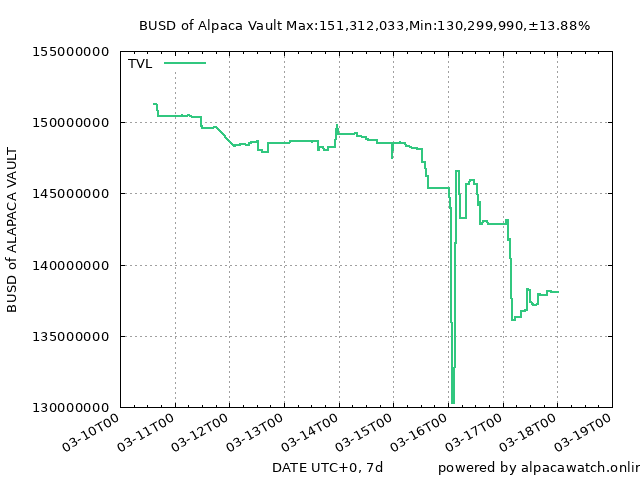 BUSD of Alpaca Vault Max:151,312,033,Min:130,299,990,±13.88%
155000000
TVL
150000000
145000000
140000000
135000000
130000000
BUSD of ALAPACA VAULT
03-10T00
03-11T00
03-12T00
03-13T00
03-14T00
03-15T00
03-16T00
03-17T00
03-18T00
03-19T00
DATE UTC+0, 7d
powered by alpacawatch.onlin